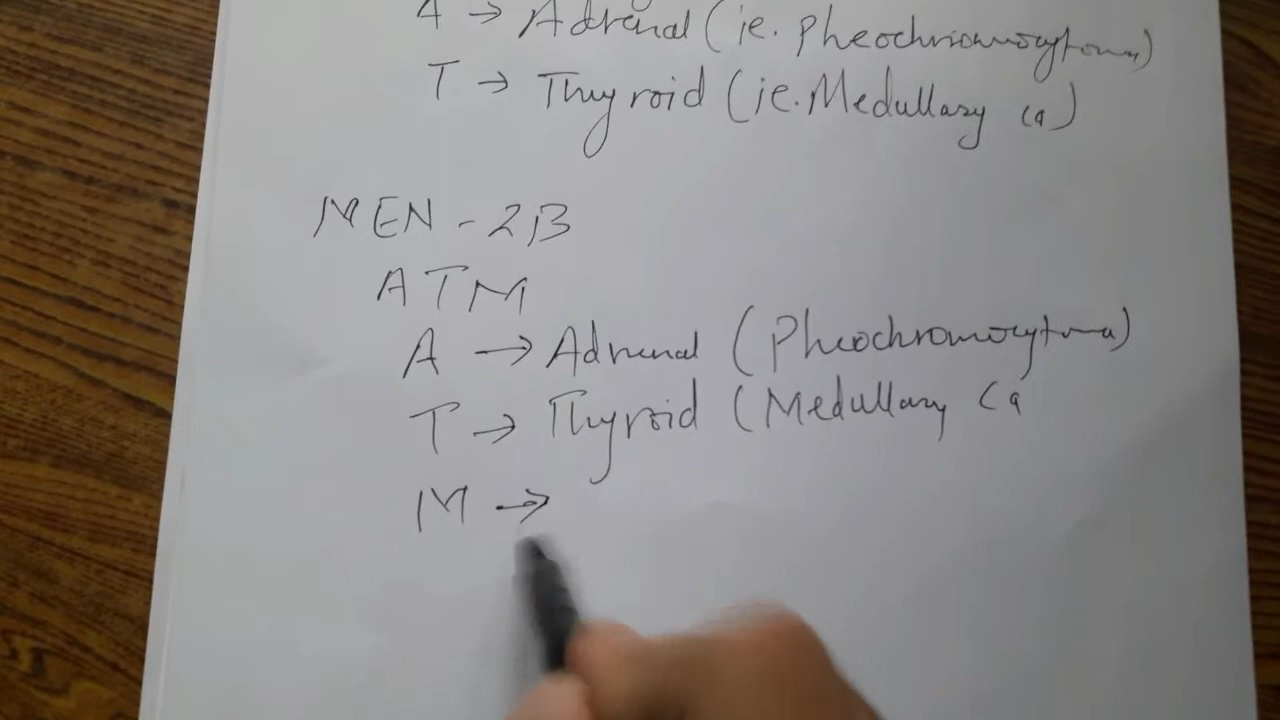 A → Adrenal (ie. Pheochromocytoma)
T → Thyroid (ie. Medullary Ca)
MEN - 2B
ATM
A → Adrenal (Pheochromocytoma)
T → Thyroid (Medullary Ca
M →